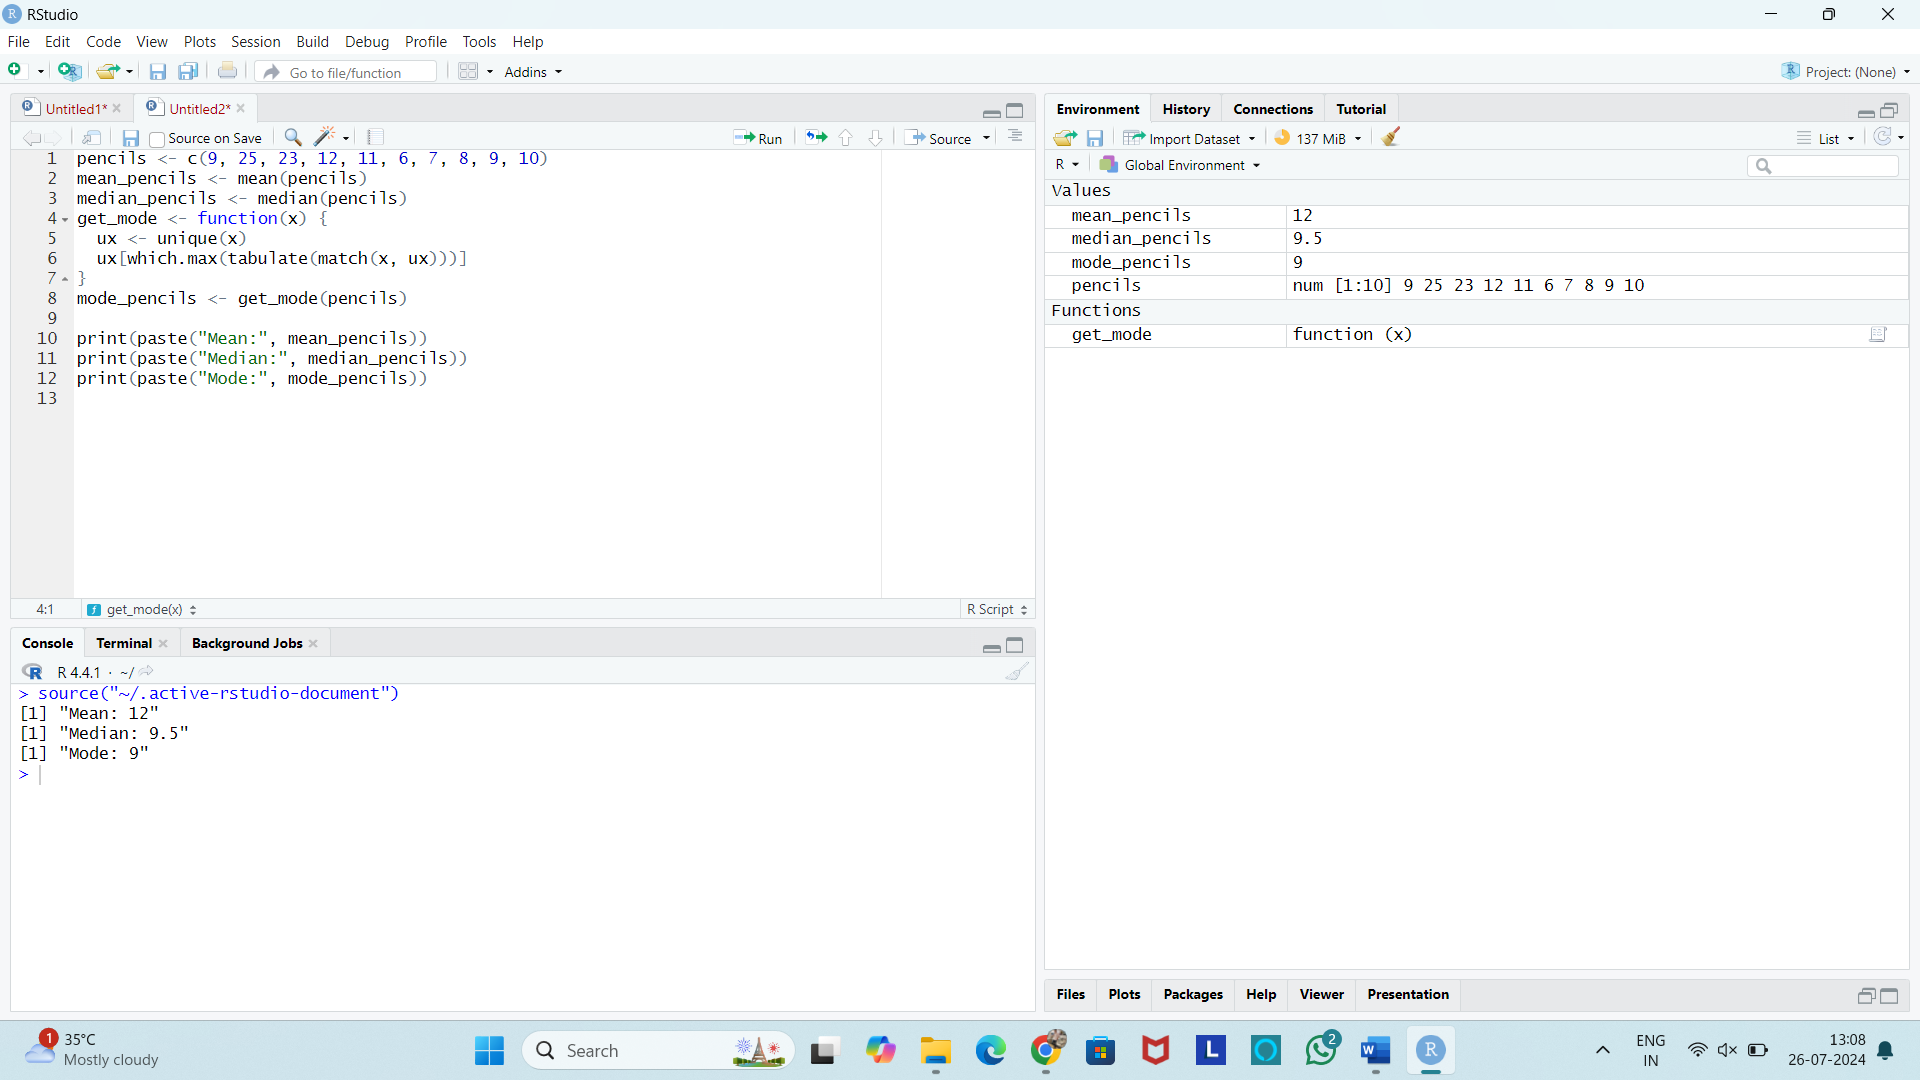 RStudio
File Edit Code View Plots Session Build Debug Profile Tools Help
Go to file/function Addins Project: (None)
Untitled1* Untitled2*
Source on Save Run Source
1 pencils <- c(9, 25, 23, 12, 11, 6, 7, 8, 9, 10)
2 mean_pencils <- mean(pencils)
3 median_pencils <- median(pencils)
4 get_mode <- function(x) {
5 ux <- unique(x)
6 ux[which.max(tabulate(match(x, ux)))]
7 }
8 mode_pencils <- get_mode(pencils)
9
10 print(paste("Mean:", mean_pencils))
11 print(paste("Median:", median_pencils))
12 print(paste("Mode:", mode_pencils))
13
4:1 get_mode(x) R Script
Console Terminal Background Jobs
R R 4.4.1 · ~/
> source("~/.active-rstudio-document")
[1] "Mean: 12"
[1] "Median: 9.5"
[1] "Mode: 9"
>
Environment History Connections Tutorial
Import Dataset 137 MiB List
R Global Environment
Values
mean_pencils 12
median_pencils 9.5
mode_pencils 9
pencils num [1:10] 9 25 23 12 11 6 7 8 9 10
Functions
get_mode function (x)
Files Plots Packages Help Viewer Presentation
1 35°C
Mostly cloudy
Search
L
2
W
R
ENG
IN
13:08
26-07-2024